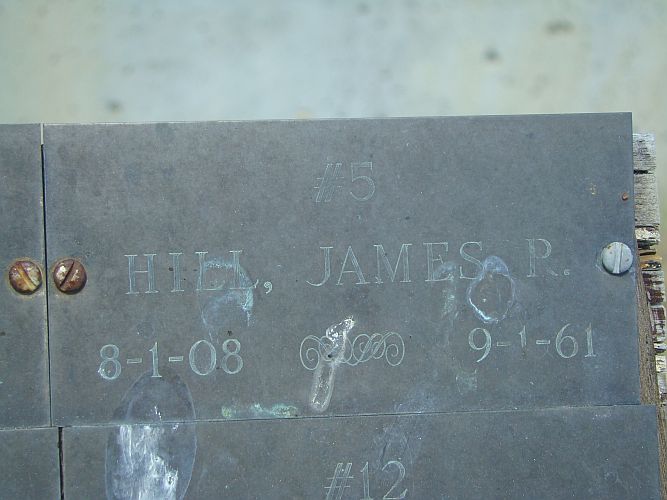 #5
HILL, JAMES R.
8-1-08 9-1-61
#12